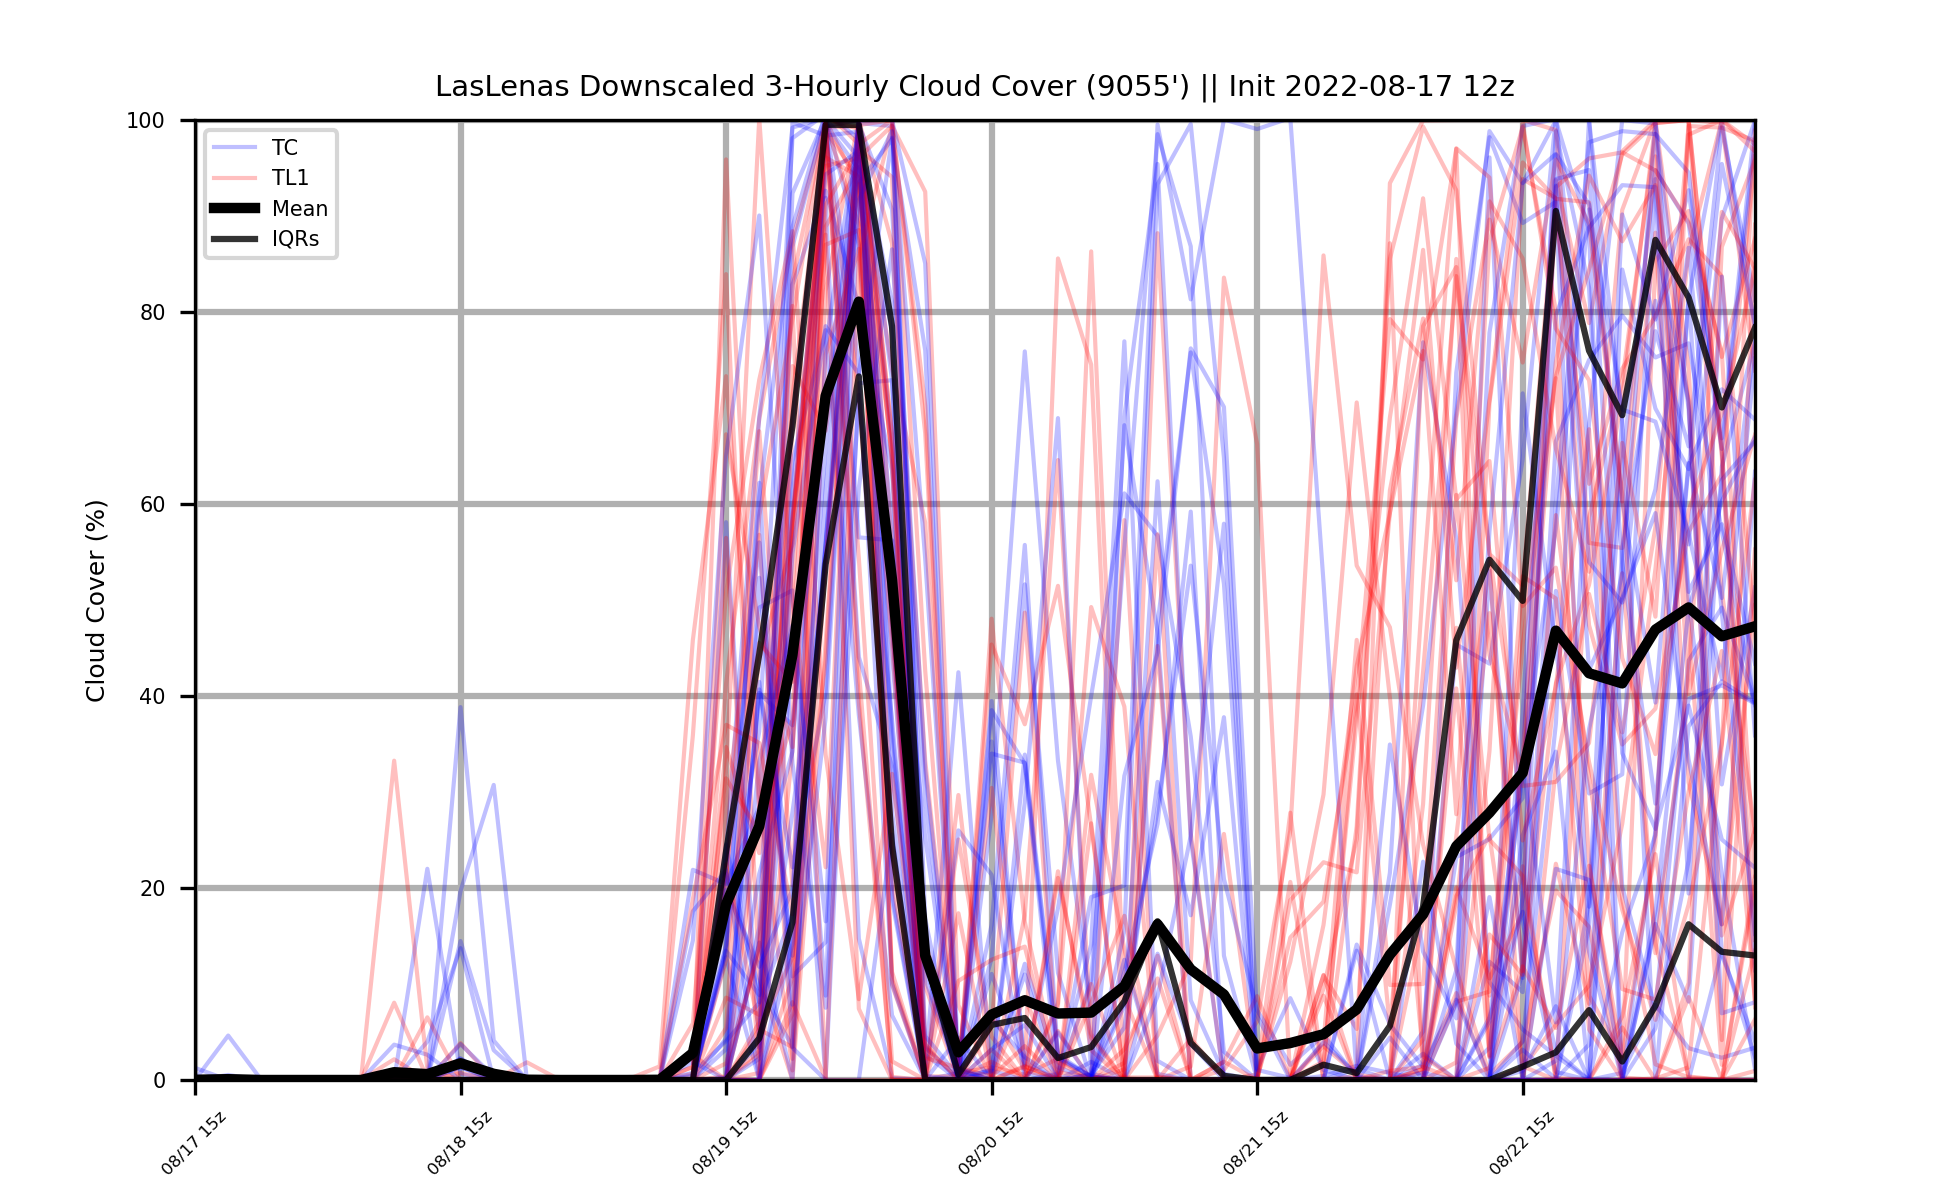 LasLenas Downscaled 3-Hourly Cloud Cover (9055') || Init 2022-08-17 12z
TC
TL1
Mean
IQRs
Cloud Cover (%)
100
80
60
40
20
0
08/17 15z
08/18 15z
08/19 15z
08/20 15z
08/21 15z
08/22 15z